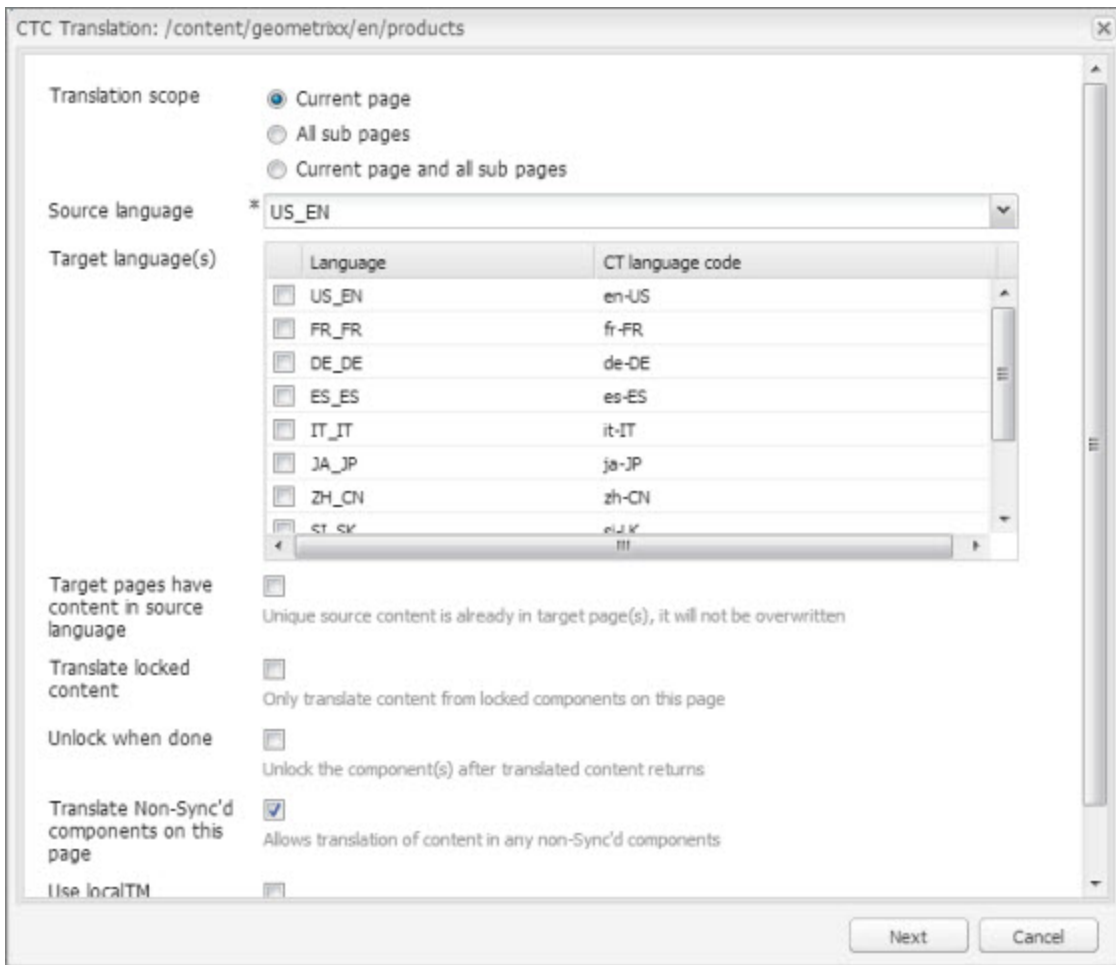 CTC Translation: /content/geometrixx/en/products
Translation scope
Current page
All sub pages
Current page and all sub pages
Source language * US_EN
Target language(s)
Language CT language code
US_EN en-US
FR_FR fr-FR
DE_DE de-DE
ES_ES es-ES
IT_IT it-IT
JA_JP ja-JP
ZH_CN zh-CN
SI_SK si-LK
Target pages have
content in source
language
Unique source content is already in target page(s), it will not be overwritten
Translate locked
content
Only translate content from locked components on this page
Unlock when done
Unlock the component(s) after translated content returns
Translate Non-Sync'd
components on this
page
Allows translation of content in any non-Sync'd components
Use localTM
Next Cancel